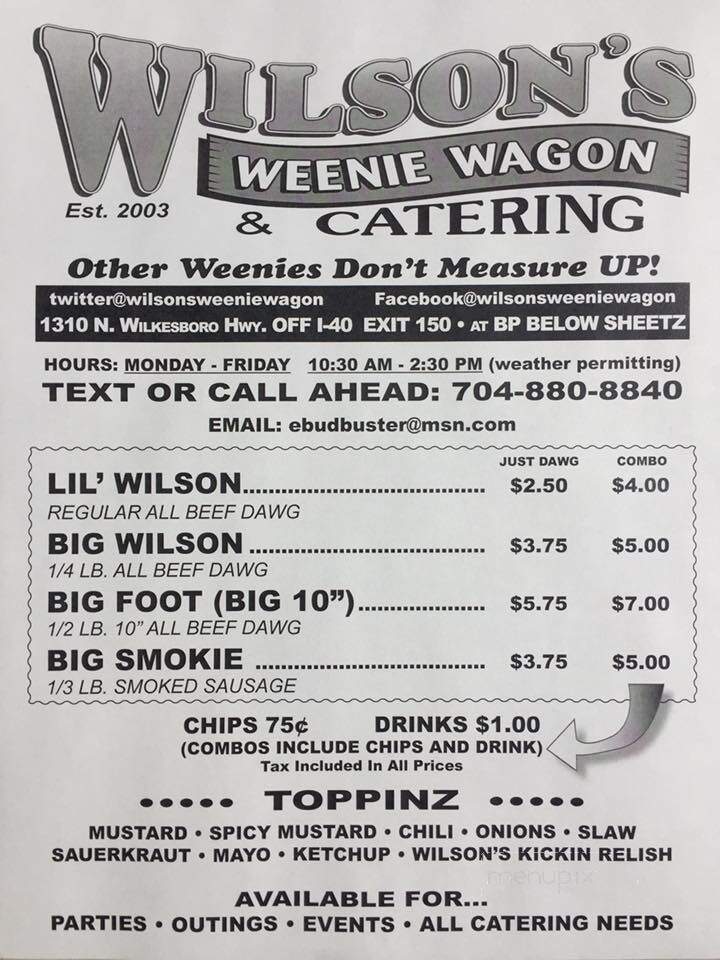 WILSON'S
WEENIE WAGON
Est. 2003
& CATERING
Other Weenies Don't Measure UP!
twitter@wilsonsweeniewagon Facebook@wilsonsweeniewagon
1310 N. WILKESBORO HWY. OFF I-40 EXIT 150 • AT BP BELOW SHEETZ
HOURS: MONDAY - FRIDAY 10:30 AM - 2:30 PM (weather permitting)
TEXT OR CALL AHEAD: 704-880-8840
EMAIL: ebudbuster@msn.com
JUST DAWG COMBO
LIL' WILSON................................................ $2.50 $4.00
REGULAR ALL BEEF DAWG
BIG WILSON ............................................... $3.75 $5.00
1/4 LB. ALL BEEF DAWG
BIG FOOT (BIG 10")......................... $5.75 $7.00
1/2 LB. 10" ALL BEEF DAWG
BIG SMOKIE .............................................. $3.75 $5.00
1/3 LB. SMOKED SAUSAGE
CHIPS 75¢ DRINKS $1.00
(COMBOS INCLUDE CHIPS AND DRINK)
Tax Included In All Prices
••••• TOPPINZ •••••
MUSTARD • SPICY MUSTARD • CHILI • ONIONS • SLAW
SAUERKRAUT • MAYO • KETCHUP • WILSON'S KICKIN RELISH
menupix
AVAILABLE FOR...
PARTIES • OUTINGS • EVENTS • ALL CATERING NEEDS